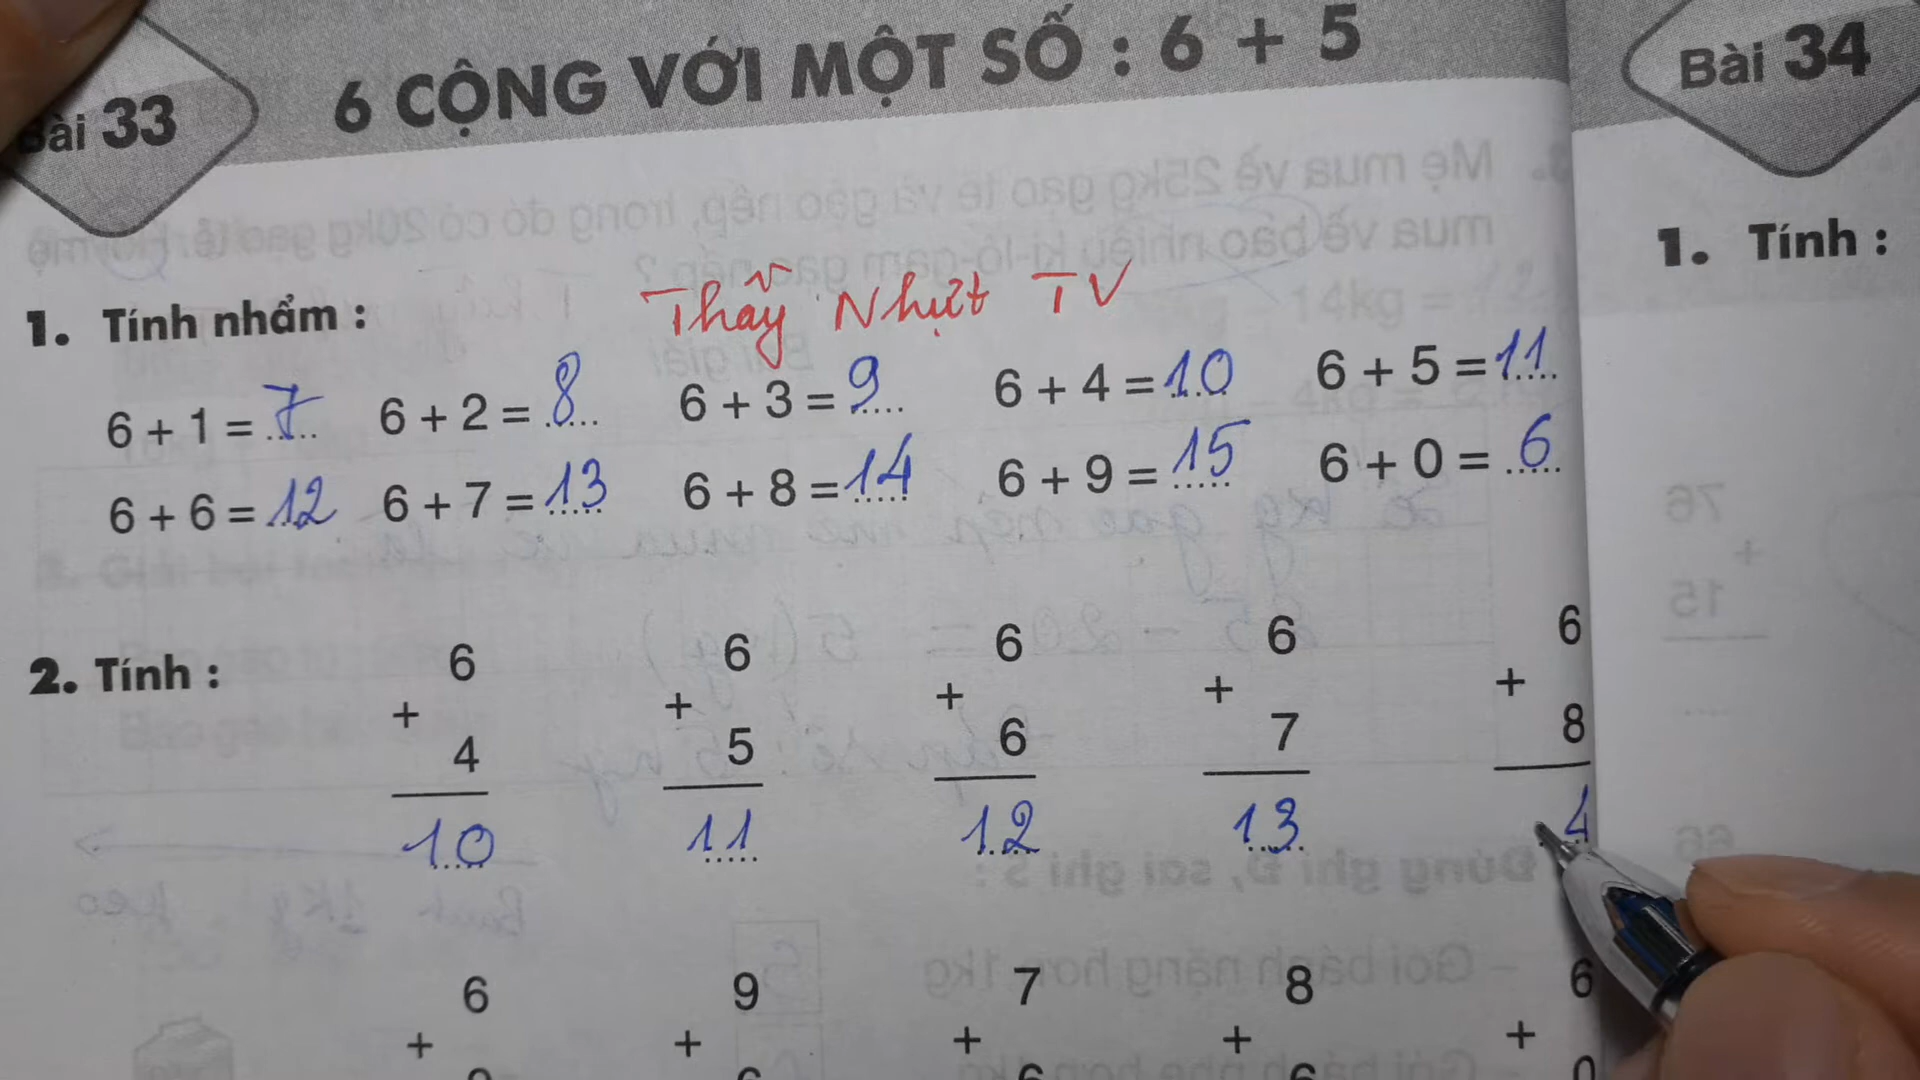 Bài 33
6 CỘNG VỚI MỘT SỐ : 6 + 5
Bài 34
1. Tính nhẩm :
Thầy Nhựt TV
6 + 1 = 7 6 + 2 = 8 6 + 3 = 9 6 + 4 = 10 6 + 5 = 11
6 + 6 = 12 6 + 7 = 13 6 + 8 = 14 6 + 9 = 15 6 + 0 = 6
2. Tính :
6 6 6 6 6
+ + + + +
4 5 6 7 8
10 11 12 13 4
6 9 7 8 6
+ + + + +
1. Tính :